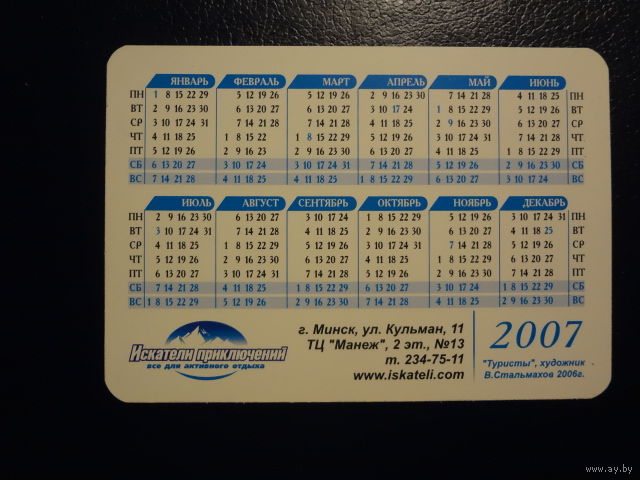 ЯНВАРЬ ФЕВРАЛЬ МАРТ АПРЕЛЬ МАЙ ИЮНЬ
ПН 1 8 15 22 29 5 12 19 26 5 12 19 26 2 9 16 23 30 7 14 21 28 4 11 18 25 ПН
ВТ 2 9 16 23 30 6 13 20 27 6 13 20 27 3 10 17 24 1 8 15 22 29 5 12 19 26 ВТ
СР 3 10 17 24 31 7 14 21 28 7 14 21 28 4 11 18 25 2 9 16 23 30 6 13 20 27 СР
ЧТ 4 11 18 25 1 8 15 22 1 8 15 22 29 5 12 19 26 3 10 17 24 31 7 14 21 28 ЧТ
ПТ 5 12 19 26 2 9 16 23 2 9 16 23 30 6 13 20 27 4 11 18 25 1 8 15 22 29 ПТ
СБ 6 13 20 27 3 10 17 24 3 10 17 24 31 7 14 21 28 5 12 19 26 2 9 16 23 30 СБ
ВС 7 14 21 28 4 11 18 25 4 11 18 25 1 8 15 22 29 6 13 20 27 3 10 17 24 ВС
ИЮЛЬ АВГУСТ СЕНТЯБРЬ ОКТЯБРЬ НОЯБРЬ ДЕКАБРЬ
ПН 2 9 16 23 30 6 13 20 27 3 10 17 24 1 8 15 22 29 5 12 19 26 3 10 17 24 31 ПН
ВТ 3 10 17 24 31 7 14 21 28 4 11 18 25 2 9 16 23 30 6 13 20 27 4 11 18 25 ВТ
СР 4 11 18 25 1 8 15 22 29 5 12 19 26 3 10 17 24 31 7 14 21 28 5 12 19 26 СР
ЧТ 5 12 19 26 2 9 16 23 30 6 13 20 27 4 11 18 25 1 8 15 22 29 6 13 20 27 ЧТ
ПТ 6 13 20 27 3 10 17 24 31 7 14 21 28 5 12 19 26 2 9 16 23 30 7 14 21 28 ПТ
СБ 7 14 21 28 4 11 18 25 1 8 15 22 29 6 13 20 27 3 10 17 24 1 8 15 22 29 СБ
ВС 1 8 15 22 29 5 12 19 26 2 9 16 23 30 7 14 21 28 4 11 18 25 2 9 16 23 30 ВС
Искатели приключений
все для активного отдыха
г. Минск, ул. Кульман, 11
ТЦ "Манеж", 2 эт., №13
т. 234-75-11
www.iskateli.com
2007
"Туристы", художник
В.Стальмахов 2006г.
www.ay.by